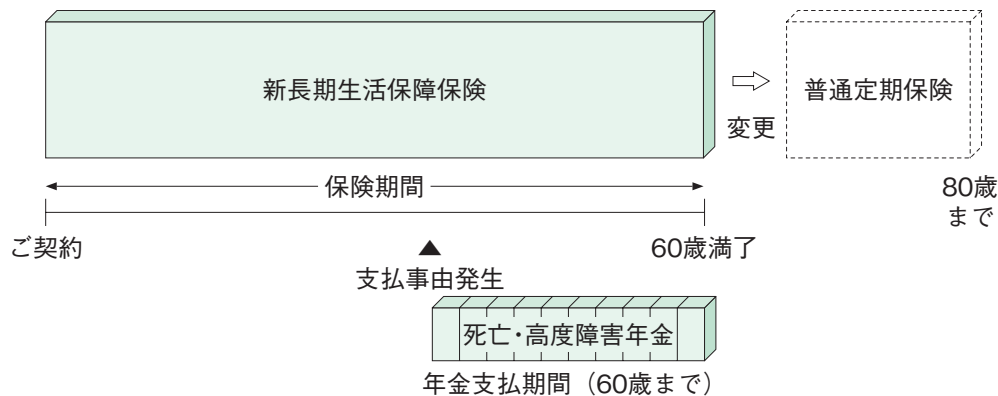 新長期生活保障保険
変更
普通定期保険
保険期間
80歳
まで
ご契約
60歳満了
▲
支払事由発生
死亡・高度障害年金
年金支払期間（60歳まで）